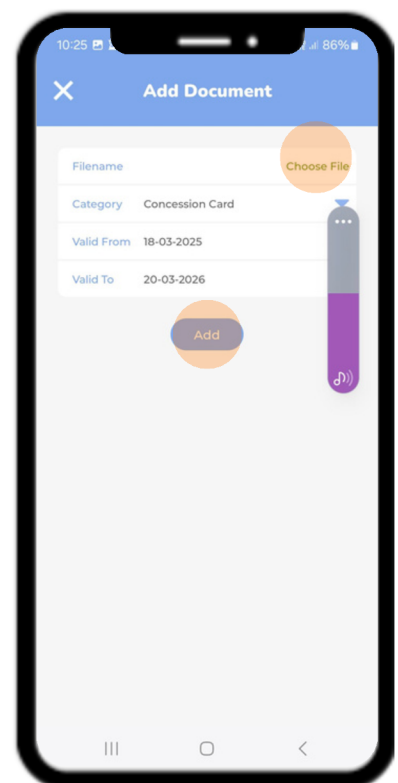 10:25 86%
Add Document
Filename Choose File
Category Concession Card
Valid From 18-03-2025
Valid To 20-03-2026
Add